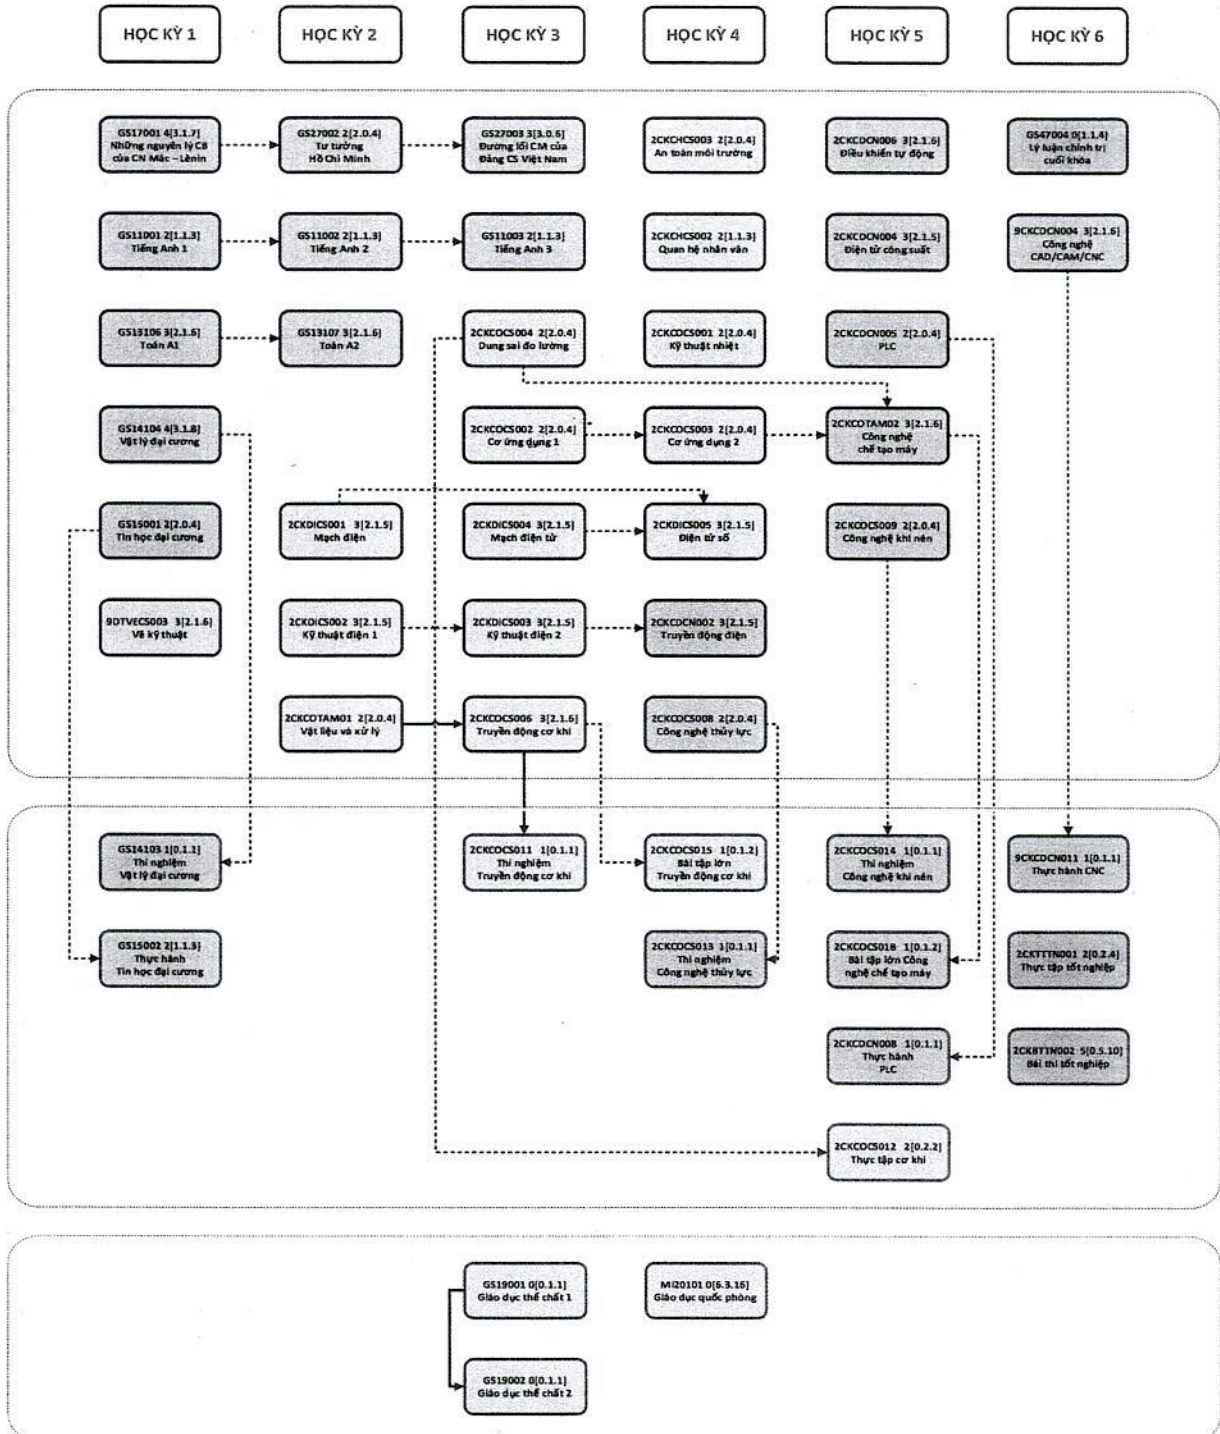 HỌC KỲ 1
HỌC KỲ 2
HỌC KỲ 3
HỌC KỲ 4
HỌC KỲ 5
HỌC KỲ 6
GS17001 4[3.1.7]
Những nguyên lý CB
của CN Mác – Lênin
GS27002 2[2.0.4]
Tư tưởng
Hồ Chí Minh
GS27003 3[3.0.6]
Đường lối CM của
Đảng CS Việt Nam
2CKCHCS003 2[2.0.4]
An toàn môi trường
2CKCDCN006 3[2.1.6]
Điều khiển tự động
GS47004 0[1.1.4]
Lý luận chính trị
cuối khóa
GS11001 2[1.1.3]
Tiếng Anh 1
GS11002 2[1.1.3]
Tiếng Anh 2
GS11003 2[1.1.3]
Tiếng Anh 3
2CKCHCS002 2[1.1.3]
Quan hệ nhân văn
2CKCDCN004 3[2.1.5]
Điện tử công suất
9CKCDCN004 3[2.1.6]
Công nghệ
CAD/CAM/CNC
GS13106 3[2.1.6]
Toán A1
GS13107 3[2.1.6]
Toán A2
2CKCOCS004 2[2.0.4]
Dung sai đo lường
2CKCOCS001 2[2.0.4]
Kỹ thuật nhiệt
2CKCDCN005 2[2.0.4]
PLC
GS14104 4[3.1.8]
Vật lý đại cương
2CKCOCS002 2[2.0.4]
Cơ ứng dụng 1
2CKCOCS003 2[2.0.4]
Cơ ứng dụng 2
2CKCOTAM02 3[2.1.6]
Công nghệ
chế tạo máy
GS15001 2[2.0.4]
Tin học đại cương
2CKDICS001 3[2.1.5]
Mạch điện
2CKDICS004 3[2.1.5]
Mạch điện tử
2CKDICS005 3[2.1.5]
Điện tử số
2CKCOCS009 2[2.0.4]
Công nghệ khí nén
9DTVECS003 3[2.1.6]
Vẽ kỹ thuật
2CKDICS002 3[2.1.5]
Kỹ thuật điện 1
2CKDICS003 3[2.1.5]
Kỹ thuật điện 2
2CKCDCN002 3[2.1.5]
Truyền động điện
2CKCOTAM01 2[2.0.4]
Vật liệu và xử lý
2CKCOCS006 3[2.1.6]
Truyền động cơ khí
2CKCOCS008 2[2.0.4]
Công nghệ thủy lực
GS14103 1[0.1.1]
Thí nghiệm
Vật lý đại cương
2CKCOCS011 1[0.1.1]
Thí nghiệm
Truyền động cơ khí
2CKCOCS015 1[0.1.2]
Bài tập lớn
Truyền động cơ khí
2CKCOCS014 1[0.1.1]
Thí nghiệm
Công nghệ khí nén
9CKCDCN011 1[0.1.1]
Thực hành CNC
GS15002 2[1.1.3]
Thực hành
Tin học đại cương
2CKCOCS013 1[0.1.1]
Thí nghiệm
Công nghệ thủy lực
2CKCOCS018 1[0.1.2]
Bài tập lớn Công
nghệ chế tạo máy
2CKTTTN001 2[0.2.4]
Thực tập tốt nghiệp
2CKCDCN008 1[0.1.1]
Thực hành
PLC
2CKBTTN002 5[0.5.10]
Bài thi tốt nghiệp
2CKCOCS012 2[0.2.2]
Thực tập cơ khí
GS19001 0[0.1.1]
Giáo dục thể chất 1
MI20101 0[6.3.16]
Giáo dục quốc phòng
GS19002 0[0.1.1]
Giáo dục thể chất 2